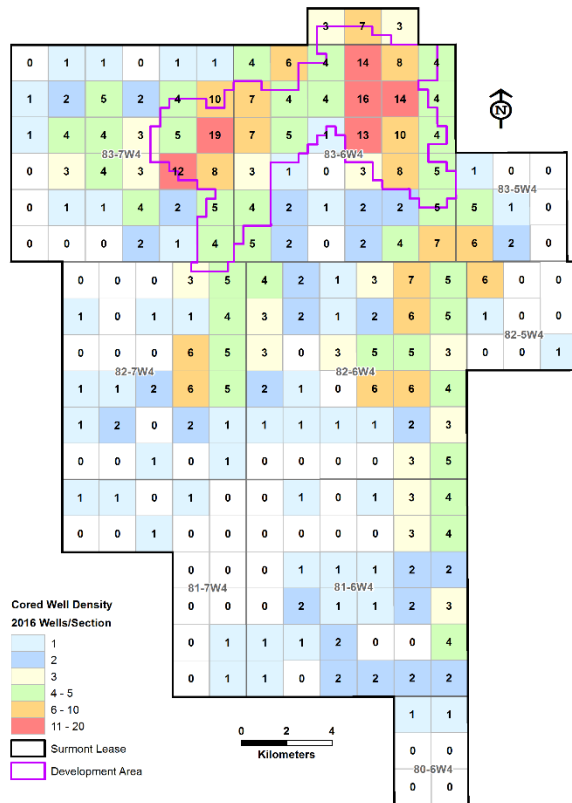 3 7 3
0 1 1 0 1 1 4 6 4 14 8 4
1 2 5 2 4 10 7 4 4 16 14 4
N
1 4 4 3 5 19 7 5 1 13 10 4
83-7W4 83-6W4
0 3 4 3 12 8 3 1 0 3 8 5 1 0
83-5W4
0 1 1 4 2 5 4 2 1 2 2 5 5 1 0
0 0 0 2 1 4 5 2 0 2 4 7 6 2 0
0 0 0 3 5 4 2 1 3 7 5 6 0 0
1 0 1 1 4 3 2 1 2 6 5 1 0 0
82-5W4
0 0 0 6 5 3 0 3 5 5 3 0 0 1
82-7W4 82-6W4
1 1 2 6 5 2 1 0 6 6 4
1 2 0 2 1 1 1 1 1 2 3
0 0 1 0 1 0 0 0 0 3 5
1 1 0 1 0 0 1 0 1 3 4
0 0 1 0 0 0 0 0 0 3 4
0 0 0 1 1 1 2 2
81-7W4 81-6W4
0 0 0 2 1 1 2 3
0 1 1 1 2 0 0 4
0 1 1 0 2 2 2 2
1 1
0 0
80-6W4
0 0
Cored Well Density
2016 Wells/Section
1
2
3
4 - 5
6 - 10
11 - 20
Surmont Lease
Development Area
0 2 4
Kilometers